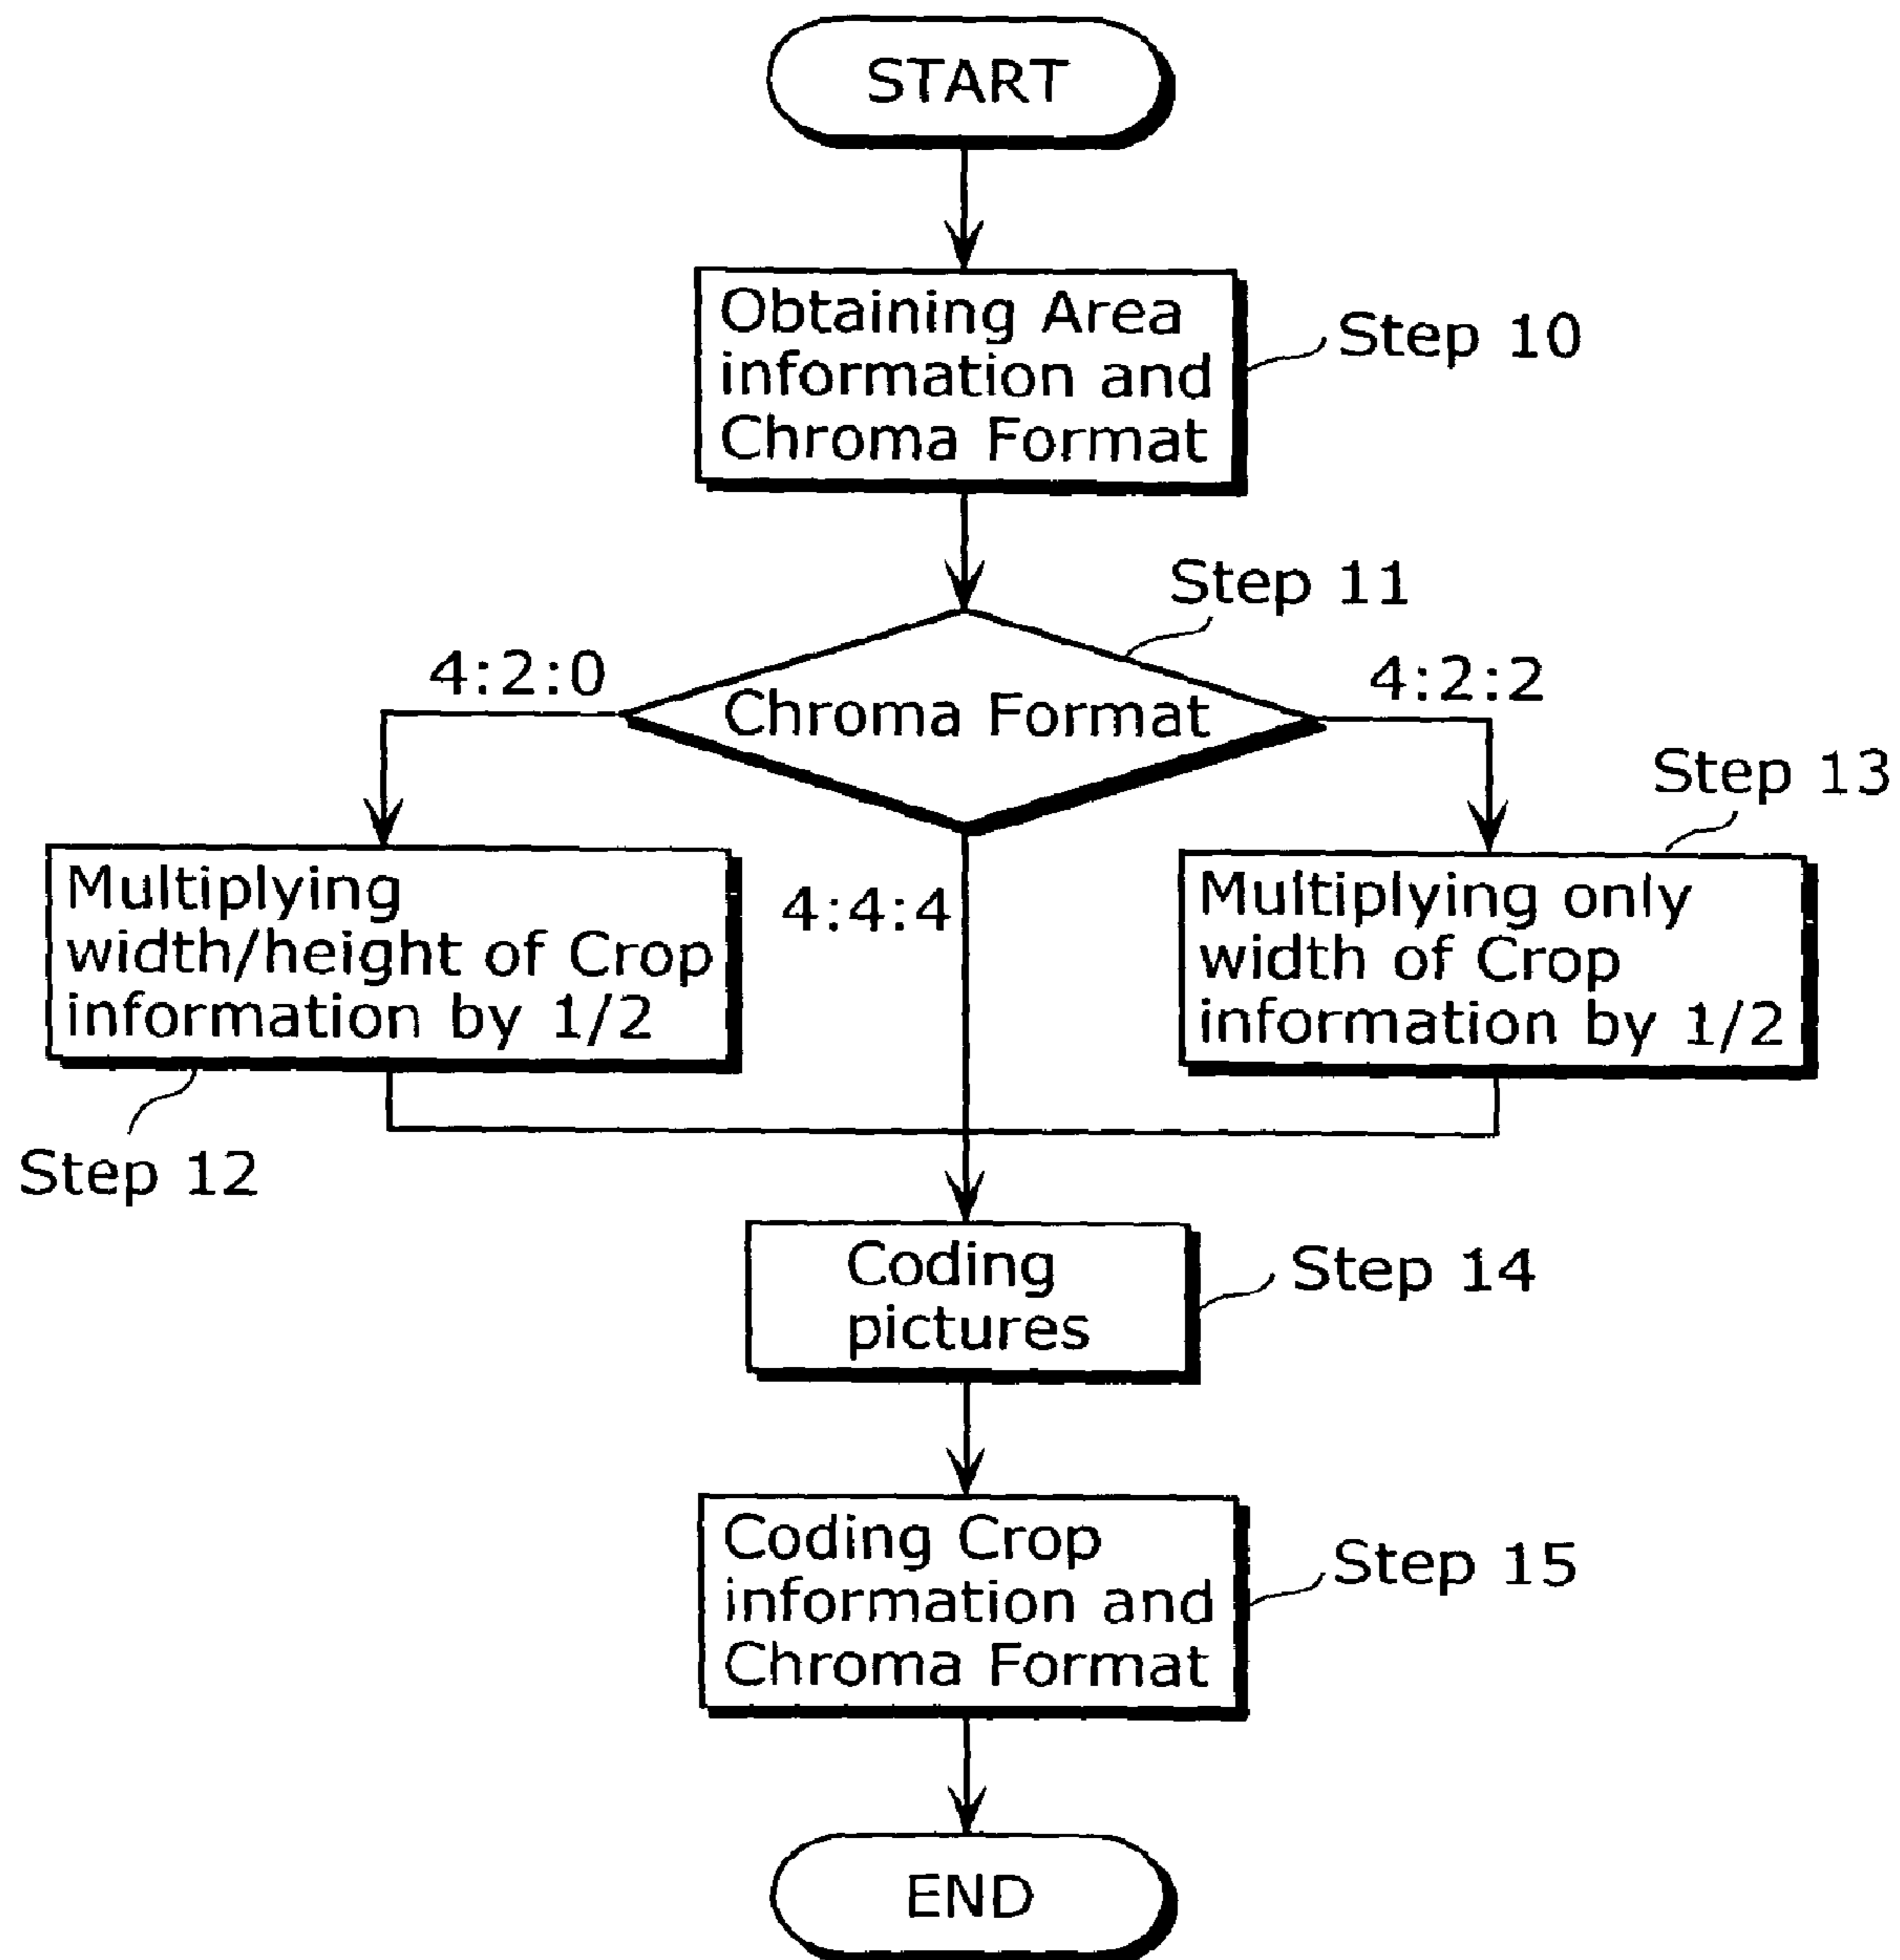 START
Obtaining Area
information and
Chroma Format
Step 10
Step 11
4:2:0
Chroma Format
4:2:2
Step 13
Multiplying
width/height of Crop
information by 1/2
4:4:4
Multiplying only
width of Crop
information by 1/2
Step 12
Coding
pictures
Step 14
Coding Crop
information and
Chroma Format
Step 15
END